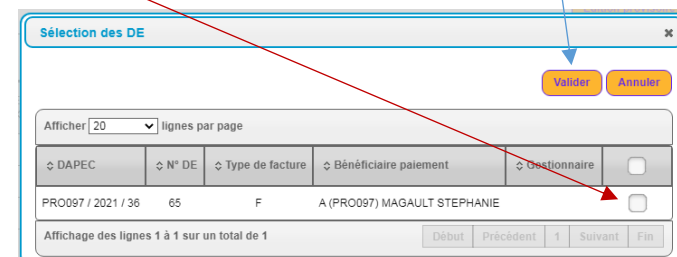 Sélection des DE
Valider Annuler
Afficher 20 lignes par page
DAPEC N° DE Type de facture Bénéficiaire paiement Gestionnaire
PRO097 / 2021 / 36 65 F A (PRO097) MAGAULT STEPHANIE
Affichage des lignes 1 à 1 sur un total de 1 Début Précédent 1 Suivant Fin